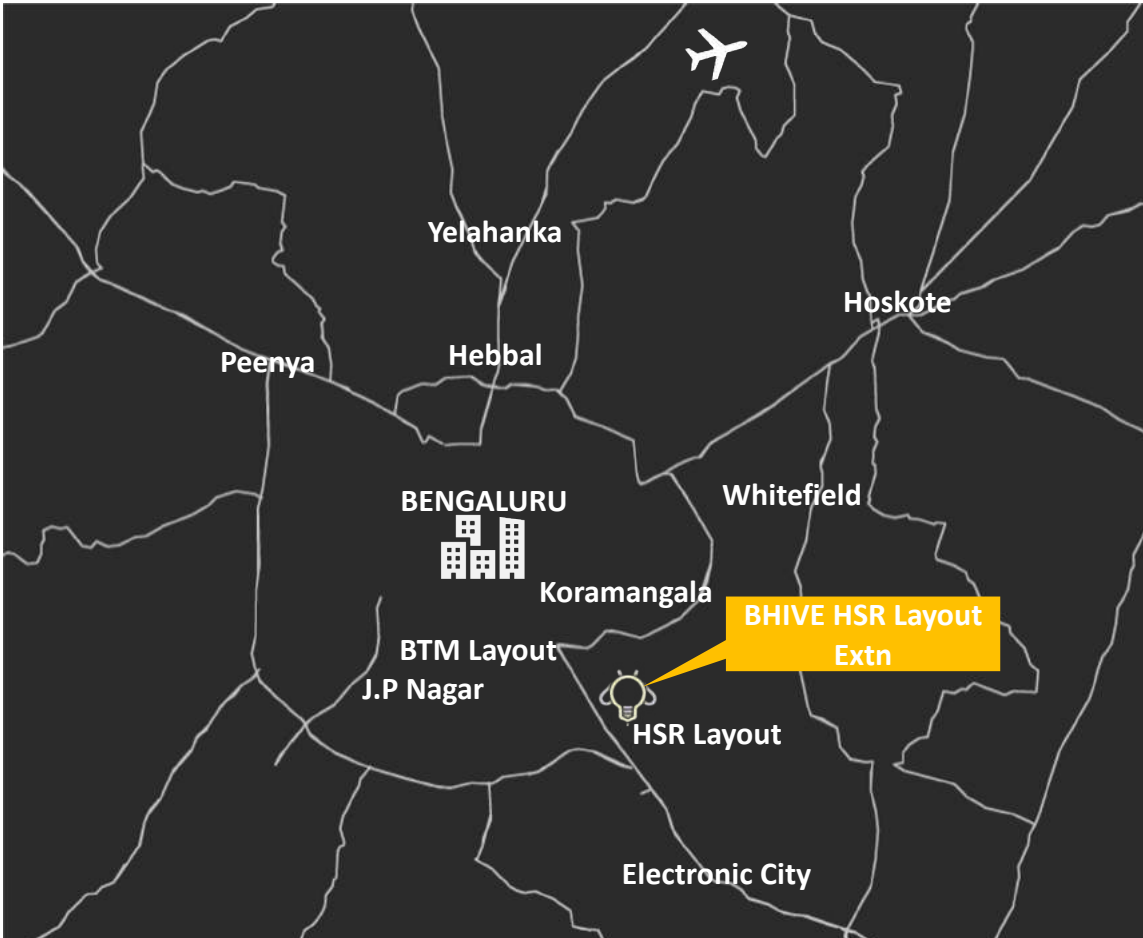 Yelahanka
Hoskote
Hebbal
Peenya
Whitefield
BENGALURU
Koramangala
BHIVE HSR Layout
Extn
BTM Layout
J.P Nagar
HSR Layout
Electronic City